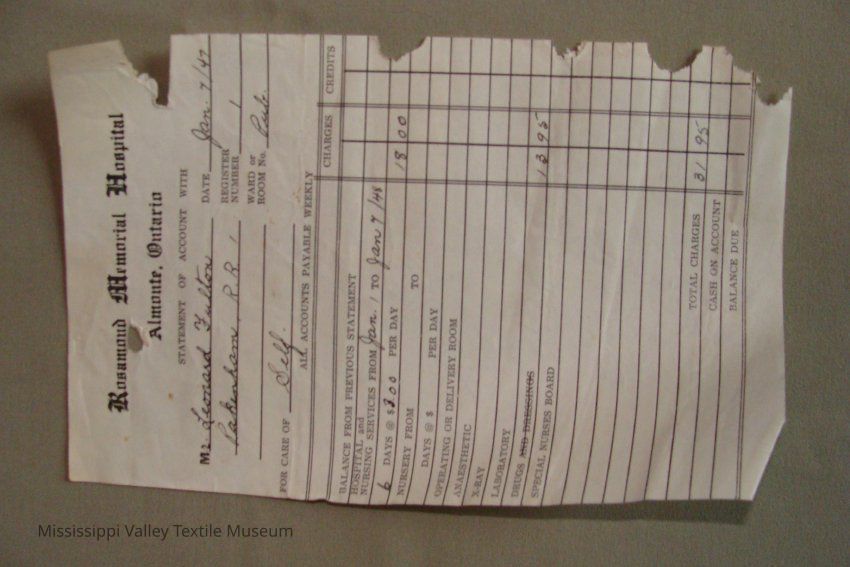 Rosamond Memorial Hospital
Almonte, Ontario
STATEMENT OF ACCOUNT WITH
Mr. Leonard Fulton DATE Jan. 7/47
Pakenham, R.R. 1 REGISTER NUMBER 1
WARD or ROOM No. Pub.
FOR CARE OF Self.
ALL ACCOUNTS PAYABLE WEEKLY
CHARGES CREDITS
BALANCE FROM PREVIOUS STATEMENT
HOSPITAL and
NURSING SERVICES FROM Jan. 1 TO Jan 7/48
6 DAYS @ $3.00 PER DAY 18 00
NURSERY FROM TO
DAYS @ $ PER DAY
OPERATING OR DELIVERY ROOM
ANAESTHETIC
X-RAY
LABORATORY
DRUGS AND DRESSINGS 13 95
SPECIAL NURSES BOARD
TOTAL CHARGES 31 95
CASH ON ACCOUNT
BALANCE DUE
Mississippi Valley Textile Museum